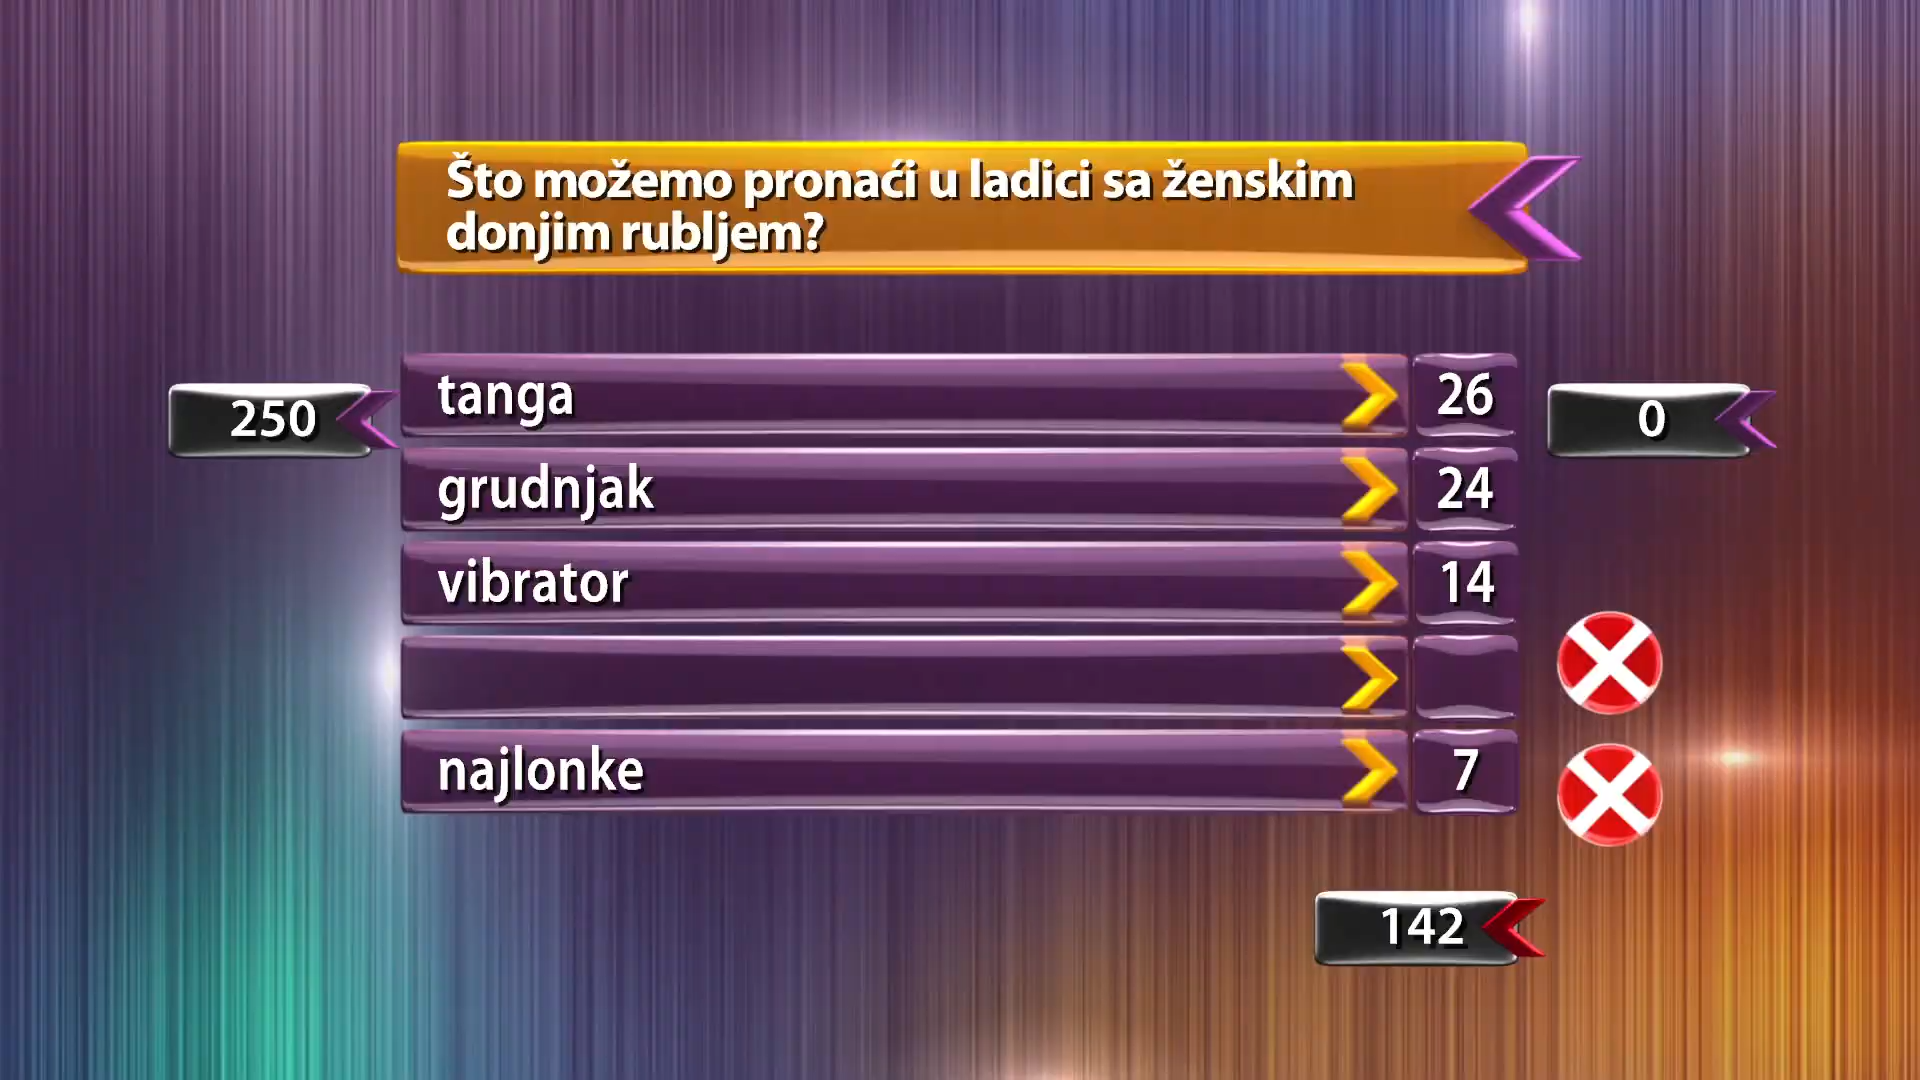 Što možemo pronaći u ladici sa ženskim
donjim rubljem?
250
tanga 26
0
grudnjak 24
vibrator 14
najlonke 7
142